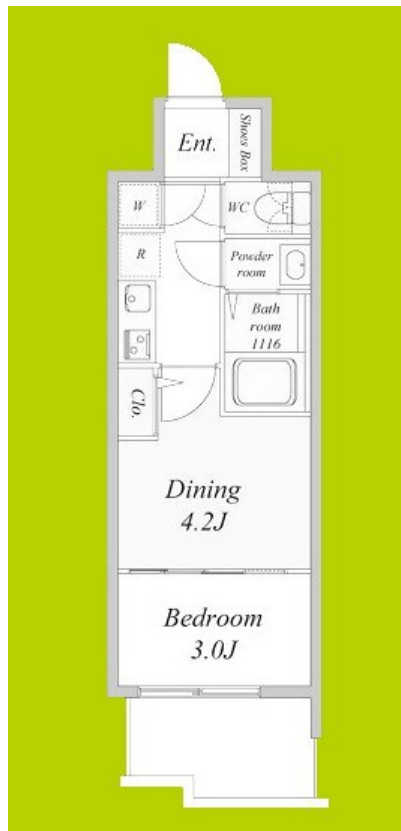 Ent.
Shoes Box
W
WC
R
Powder
room
Bath
room
1116
Clo.
Dining
4.2J
Bedroom
3.0J